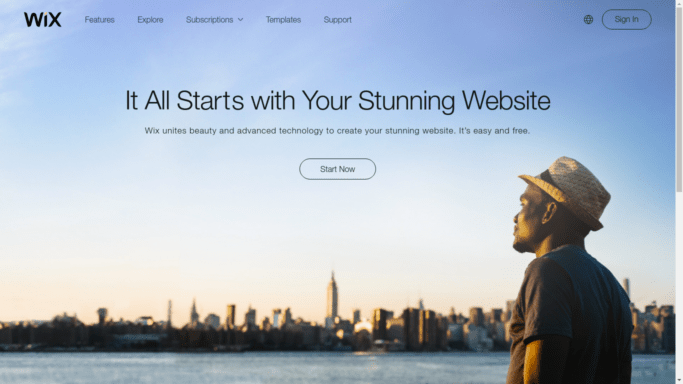 WiX
Features
Explore
Subscriptions
Templates
Support
Sign In
It All Starts with Your Stunning Website
Wix unites beauty and advanced technology to create your stunning website. It's easy and free.
Start Now